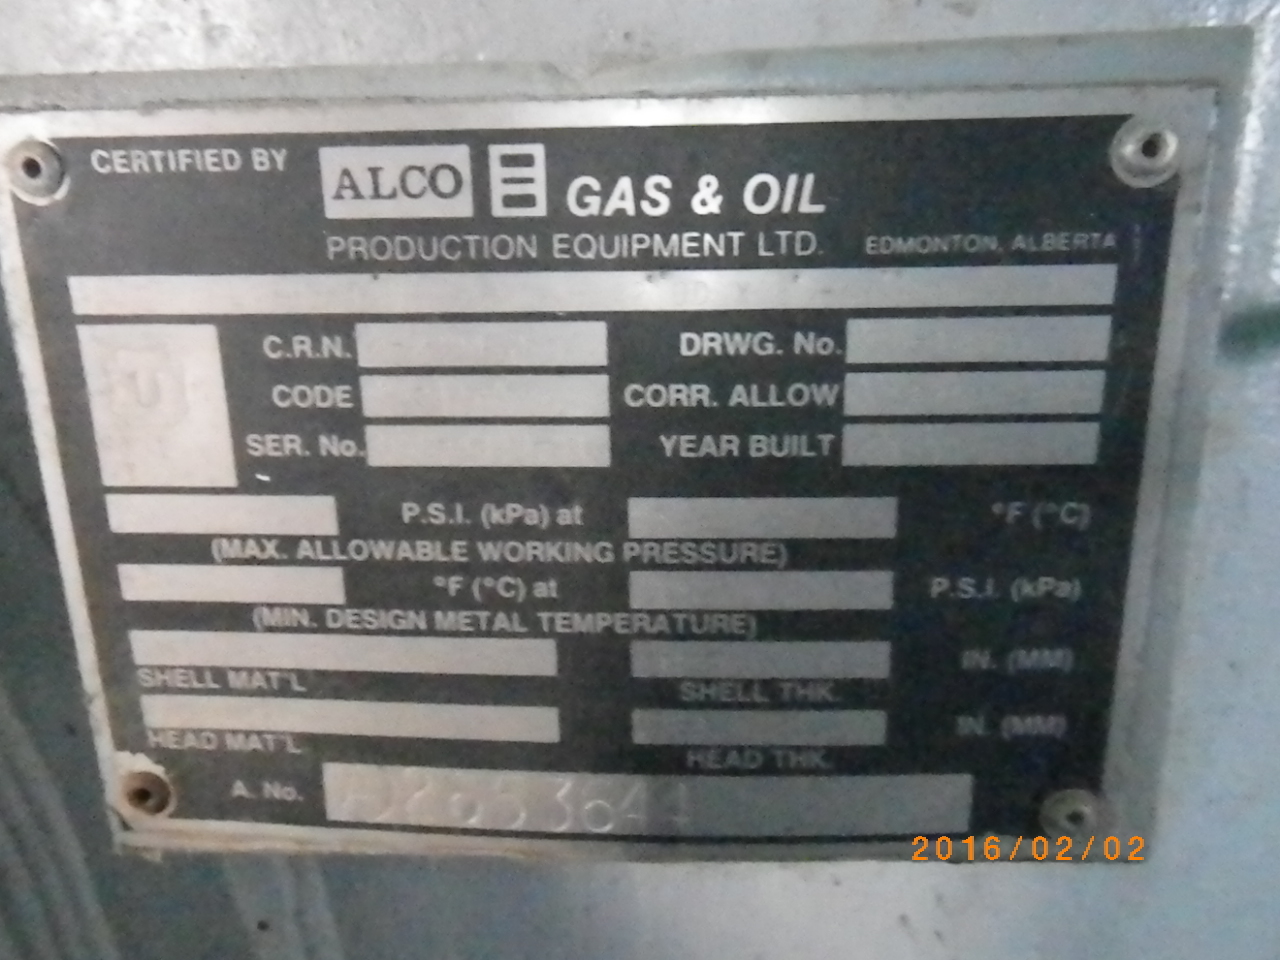 CERTIFIED BY ALCO GAS & OIL
PRODUCTION EQUIPMENT LTD. EDMONTON, ALBERTA
U
C.R.N. DRWG. No.
CODE CORR. ALLOW
SER. No. YEAR BUILT
P.S.I. (kPa) at °F (°C)
(MAX. ALLOWABLE WORKING PRESSURE)
°F (°C) at P.S.I. (kPa)
(MIN. DESIGN METAL TEMPERATURE)
IN. (MM)
SHELL MAT'L SHELL THK.
IN. (MM)
HEAD MAT'L HEAD THK.
A. No.
2016/02/02